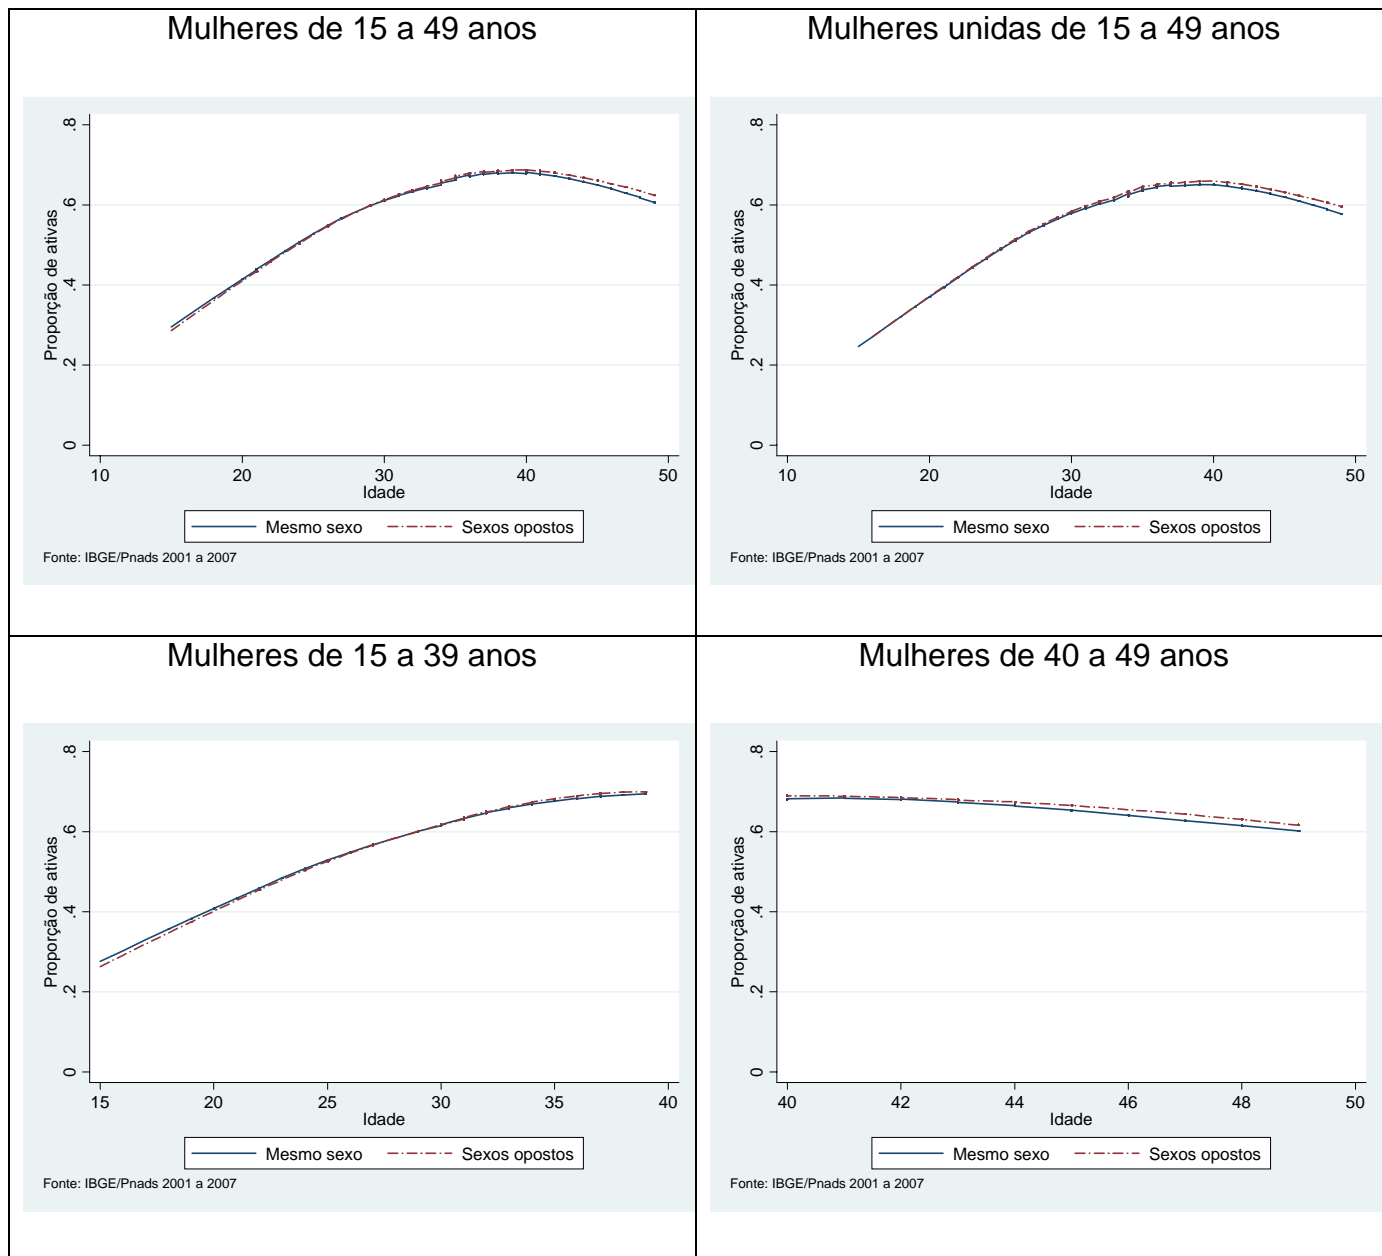 Mulheres de 15 a 49 anos
.8
.6
Proporção de ativas
.4
.2
0
10 20 30 40 50
Idade
Mesmo sexo Sexos opostos
Fonte: IBGE/Pnads 2001 a 2007
Mulheres unidas de 15 a 49 anos
.8
.6
Proporção de ativas
.4
.2
0
10 20 30 40 50
Idade
Mesmo sexo Sexos opostos
Fonte: IBGE/Pnads 2001 a 2007
Mulheres de 15 a 39 anos
.8
.6
Proporção de ativas
.4
.2
0
15 20 25 30 35 40
Idade
Mesmo sexo Sexos opostos
Fonte: IBGE/Pnads 2001 a 2007
Mulheres de 40 a 49 anos
.8
.6
Proporção de ativas
.4
.2
0
40 42 44 46 48 50
Idade
Mesmo sexo Sexos opostos
Fonte: IBGE/Pnads 2001 a 2007